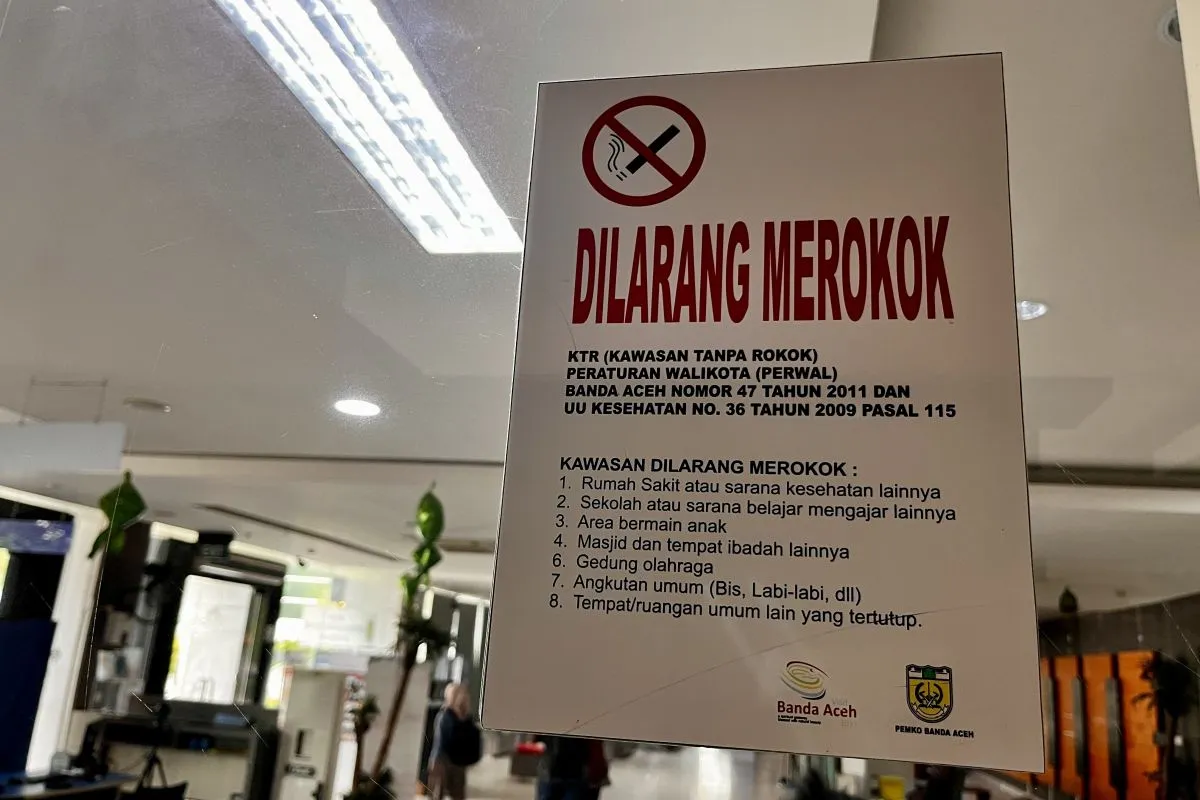 DILARANG MEROKOK
KTR (KAWASAN TANPA ROKOK)
PERATURAN WALIKOTA (PERWAL)
BANDA ACEH NOMOR 47 TAHUN 2011 DAN
UU KESEHATAN NO. 36 TAHUN 2009 PASAL 115
KAWASAN DILARANG MEROKOK :
1. Rumah Sakit atau sarana kesehatan lainnya
2. Sekolah atau sarana belajar mengajar lainnya
3. Area bermain anak
4. Masjid dan tempat ibadah lainnya
6. Gedung olahraga
7. Angkutan umum (Bis, Labi-labi, dll)
8. Tempat/ruangan umum lain yang tertutup.
Banda Aceh
PEMKO BANDA ACEH